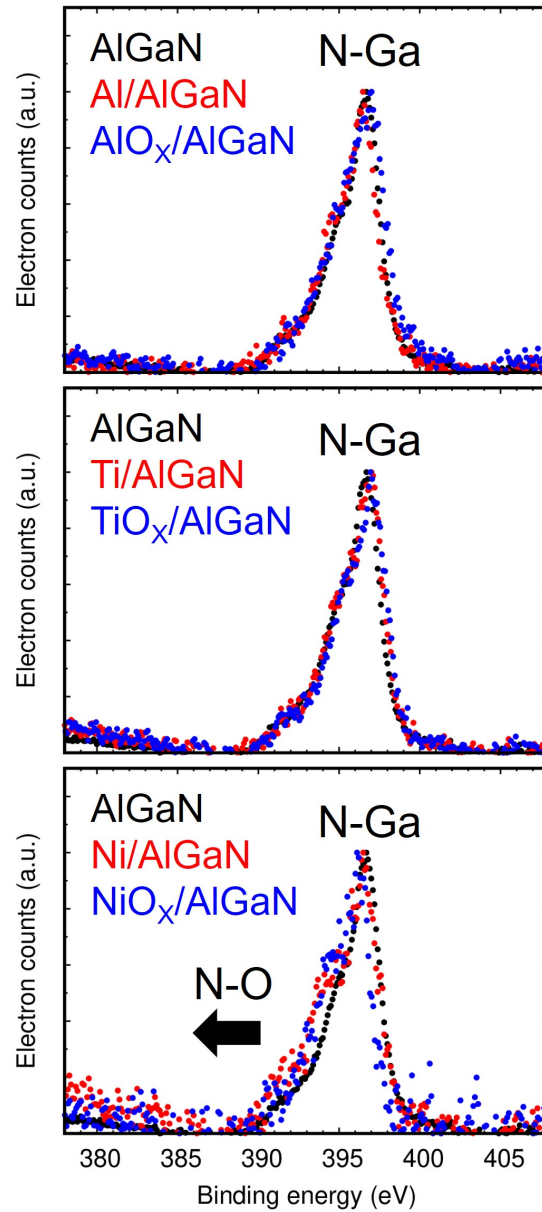 AlGaN
N-Ga
Al/AlGaN
AlOX/AlGaN
Electron counts (a.u.)
AlGaN
N-Ga
Ti/AlGaN
TiOX/AlGaN
Electron counts (a.u.)
AlGaN
N-Ga
Ni/AlGaN
NiOX/AlGaN
N-O
Electron counts (a.u.)
380 385 390 395 400 405
Binding energy (eV)